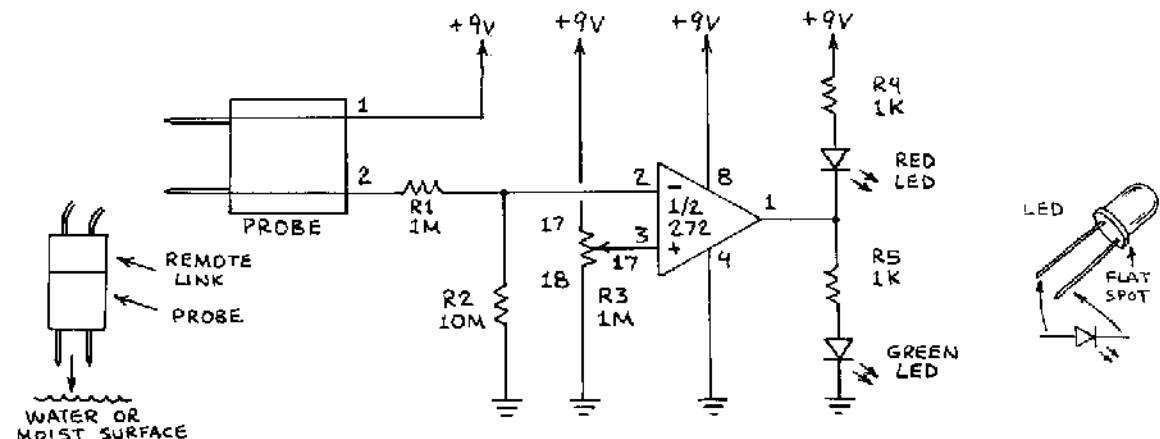 +9V
+9V
+9V
+9V
1
2
PROBE
R1
1M
R2
10M
17
18
17
R3
1M
2
3
-
+
1/2
272
8
4
1
R4
1K
RED
LED
R5
1K
GREEN
LED
REMOTE
LINK
PROBE
WATER OR
MOIST SURFACE
LED
FLAT
SPOT